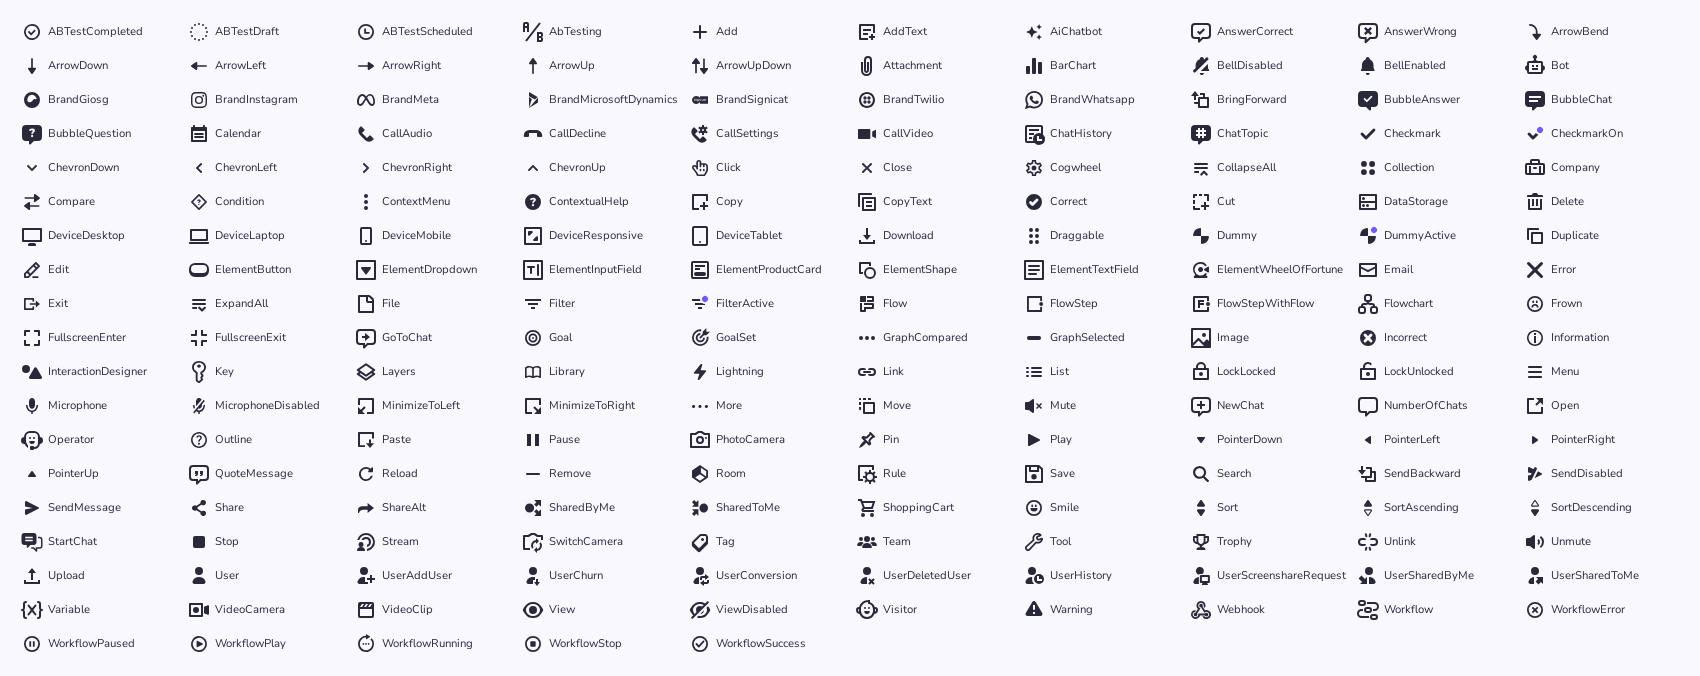 ABTestCompleted ABTestDraft ABTestScheduled AbTesting Add AddText AiChatbot AnswerCorrect AnswerWrong ArrowBend
ArrowDown ArrowLeft ArrowRight ArrowUp ArrowUpDown Attachment BarChart BellDisabled BellEnabled Bot
BrandGiosg BrandInstagram BrandMeta BrandMicrosoftDynamics BrandSignicat BrandTwilio BrandWhatsapp BringForward BubbleAnswer BubbleChat
BubbleQuestion Calendar CallAudio CallDecline CallSettings CallVideo ChatHistory ChatTopic Checkmark CheckmarkOn
ChevronDown ChevronLeft ChevronRight ChevronUp Click Close Cogwheel CollapseAll Collection Company
Compare Condition ContextMenu ContextualHelp Copy CopyText Correct Cut DataStorage Delete
DeviceDesktop DeviceLaptop DeviceMobile DeviceResponsive DeviceTablet Download Draggable Dummy DummyActive Duplicate
Edit ElementButton ElementDropdown ElementInputField ElementProductCard ElementShape ElementTextField ElementWheelOfFortune Email Error
Exit ExpandAll File Filter FilterActive Flow FlowStep FlowStepWithFlow Flowchart Frown
FullscreenEnter FullscreenExit GoToChat Goal GoalSet GraphCompared GraphSelected Image Incorrect Information
InteractionDesigner Key Layers Library Lightning Link List LockLocked LockUnlocked Menu
Microphone MicrophoneDisabled MinimizeToLeft MinimizeToRight More Move Mute NewChat NumberOfChats Open
Operator Outline Paste Pause PhotoCamera Pin Play PointerDown PointerLeft PointerRight
PointerUp QuoteMessage Reload Remove Room Rule Save Search SendBackward SendDisabled
SendMessage Share ShareAlt SharedByMe SharedToMe ShoppingCart Smile Sort SortAscending SortDescending
StartChat Stop Stream SwitchCamera Tag Team Tool Trophy Unlink Unmute
Upload User UserAddUser UserChurn UserConversion UserDeletedUser UserHistory UserScreenshareRequest UserSharedByMe UserSharedToMe
Variable VideoCamera VideoClip View ViewDisabled Visitor Warning Webhook Workflow WorkflowError
WorkflowPaused WorkflowPlay WorkflowRunning WorkflowStop WorkflowSuccess